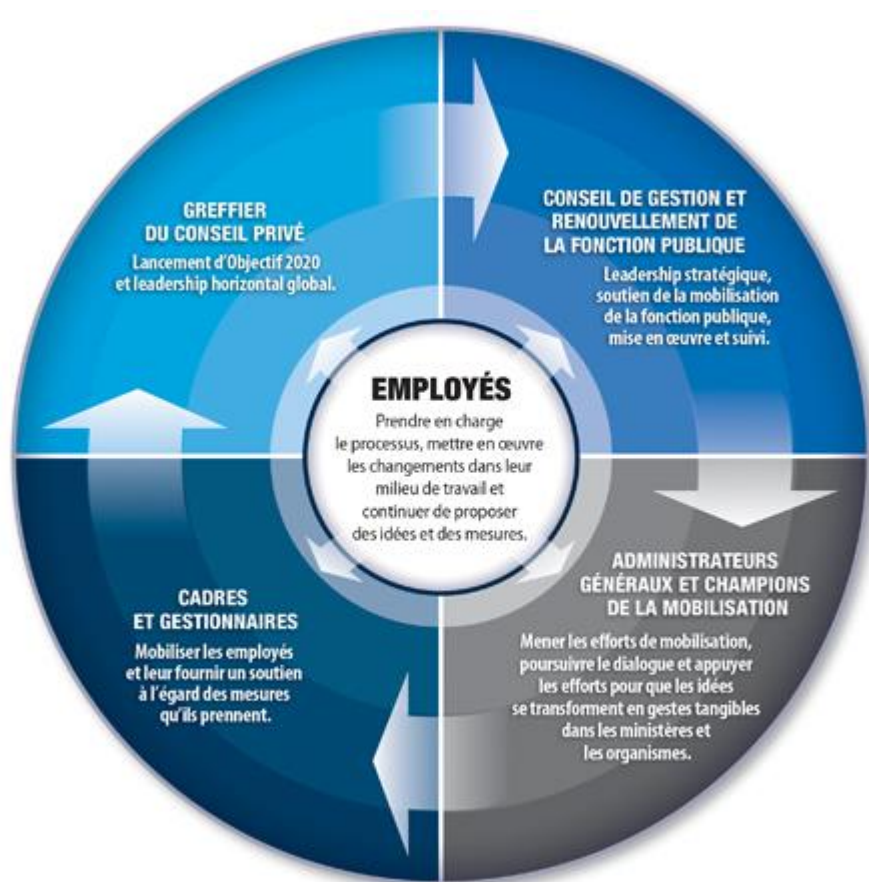 GREFFIER
DU CONSEIL PRIVÉ
Lancement d'Objectif 2020
et leadership horizontal global.
CONSEIL DE GESTION ET
RENOUVELLEMENT DE
LA FONCTION PUBLIQUE
Leadership stratégique,
soutien de la mobilisation
de la fonction publique,
mise en œuvre et suivi.
EMPLOYÉS
Prendre en charge
le processus, mettre en œuvre
les changements dans leur
milieu de travail et
continuer de proposer
des idées et des mesures.
ADMINISTRATEURS
GÉNÉRAUX ET CHAMPIONS
DE LA MOBILISATION
Mener les efforts de mobilisation,
poursuivre le dialogue et appuyer
les efforts pour que les idées
se transforment en gestes tangibles
dans les ministères et
les organismes.
CADRES
ET GESTIONNAIRES
Mobiliser les employés
et leur fournir un soutien
à l'égard des mesures
qu'ils prennent.